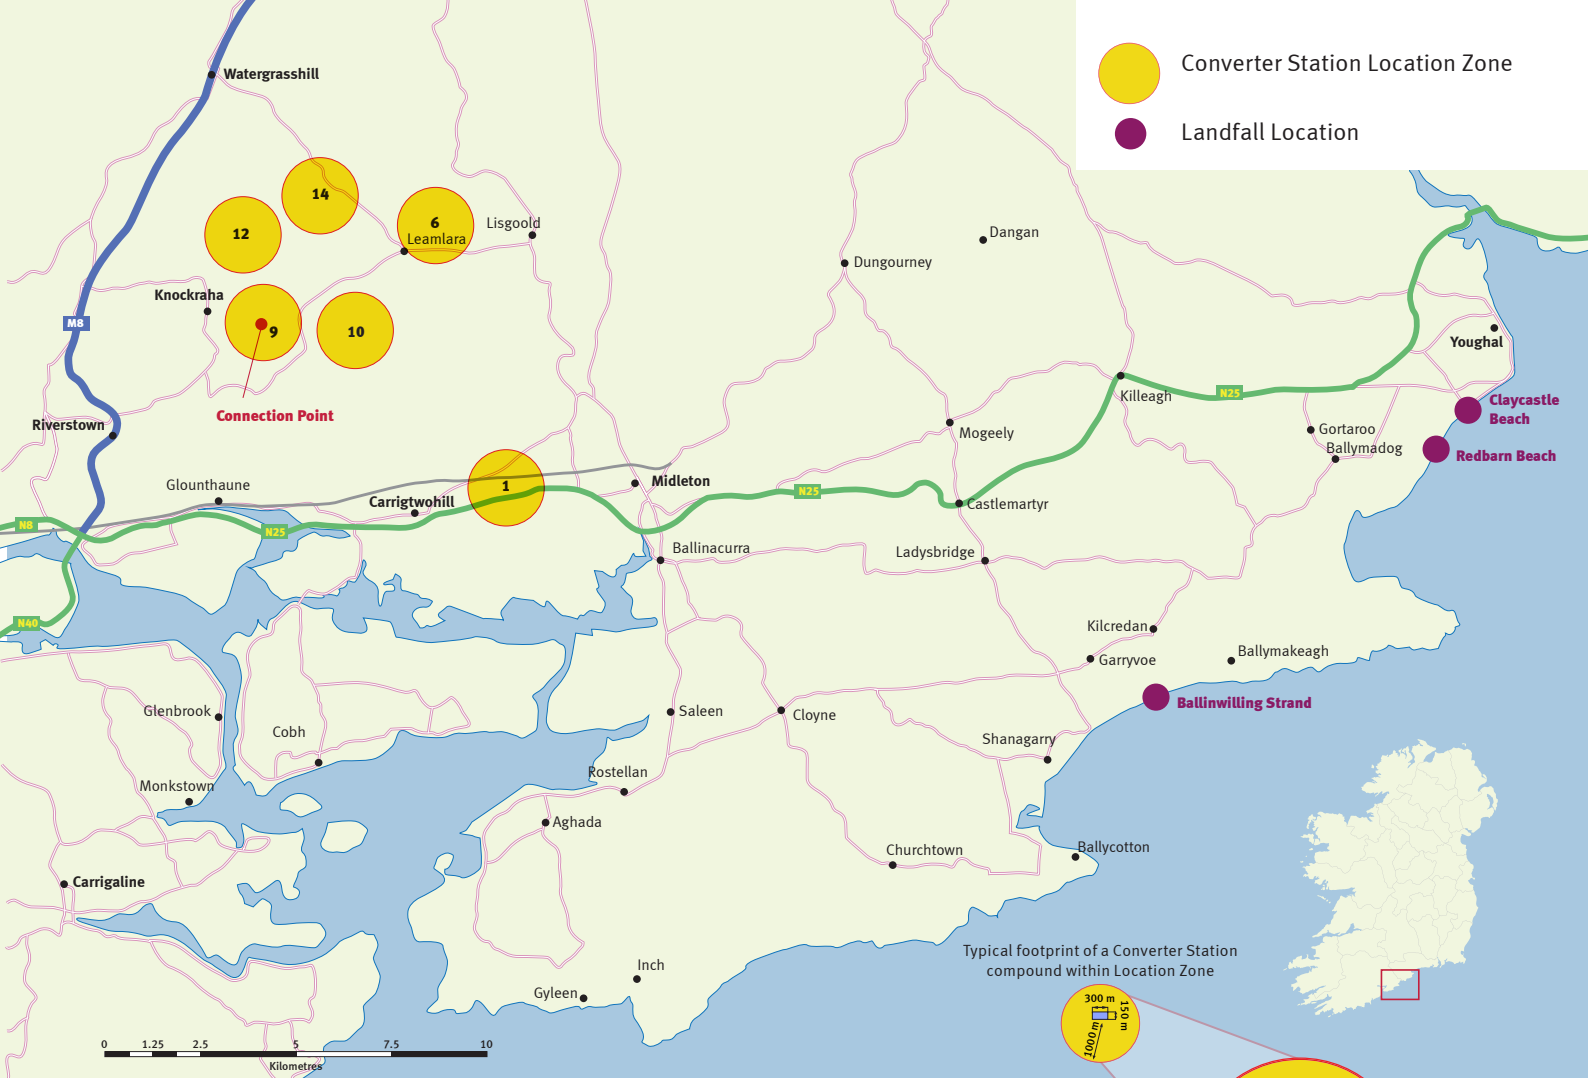 Converter Station Location Zone
Landfall Location
Watergrasshill
14
12
6
Leamlara
Lisgoold
Dangan
Dungourney
Knockraha
M8
9
10
Connection Point
Youghal
Killeagh
N25
Claycastle
Beach
Redbarn Beach
Gortaroo
Ballymadog
Mogeely
Riverstown
Glounthaune
Carrigtwohill
1
Midleton
N25
Castlemartyr
N8
N25
Ballinacurra
Ladysbridge
N40
Kilcredan
Garryvoe
Ballymakeagh
Ballinwilling Strand
Glenbrook
Cobh
Saleen
Cloyne
Shanagarry
Monkstown
Rostellan
Aghada
Churchtown
Ballycotton
Carrigaline
Inch
Gyleen
Typical footprint of a Converter Station
compound within Location Zone
300 m
150 m
1000 m
0 1.25 2.5 5 7.5 10
Kilometres